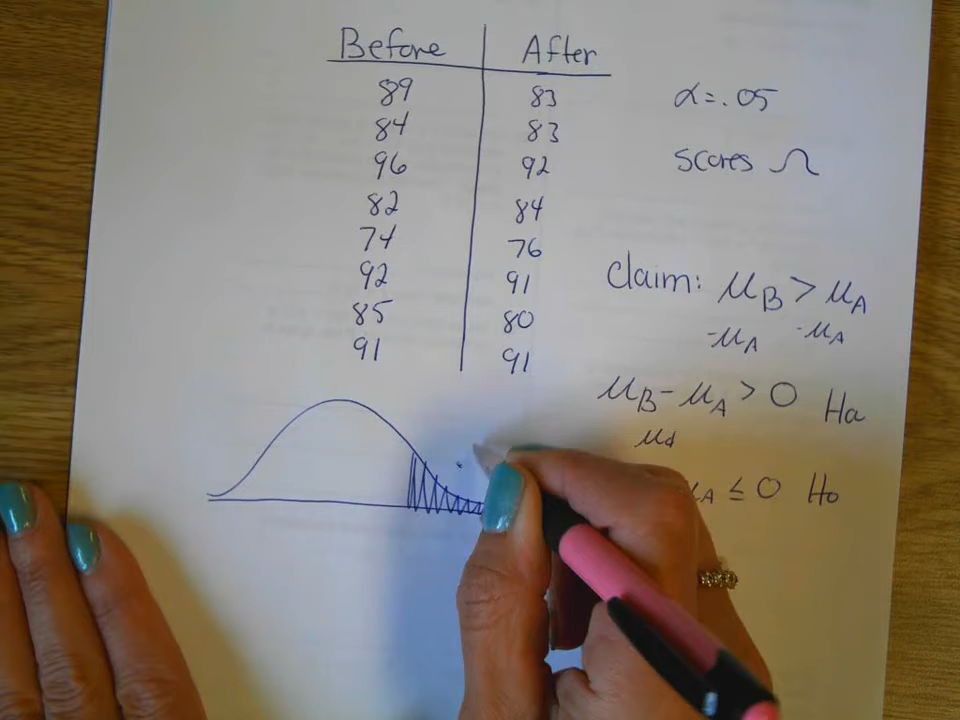 Before After
89 83
84 83
96 92
82 84
74 76
92 91
85 80
91 91
α=.05
scores
Claim: μB > μA
-μA -μA
μB - μA > 0 Ha
μd
μA ≤ 0 Ho